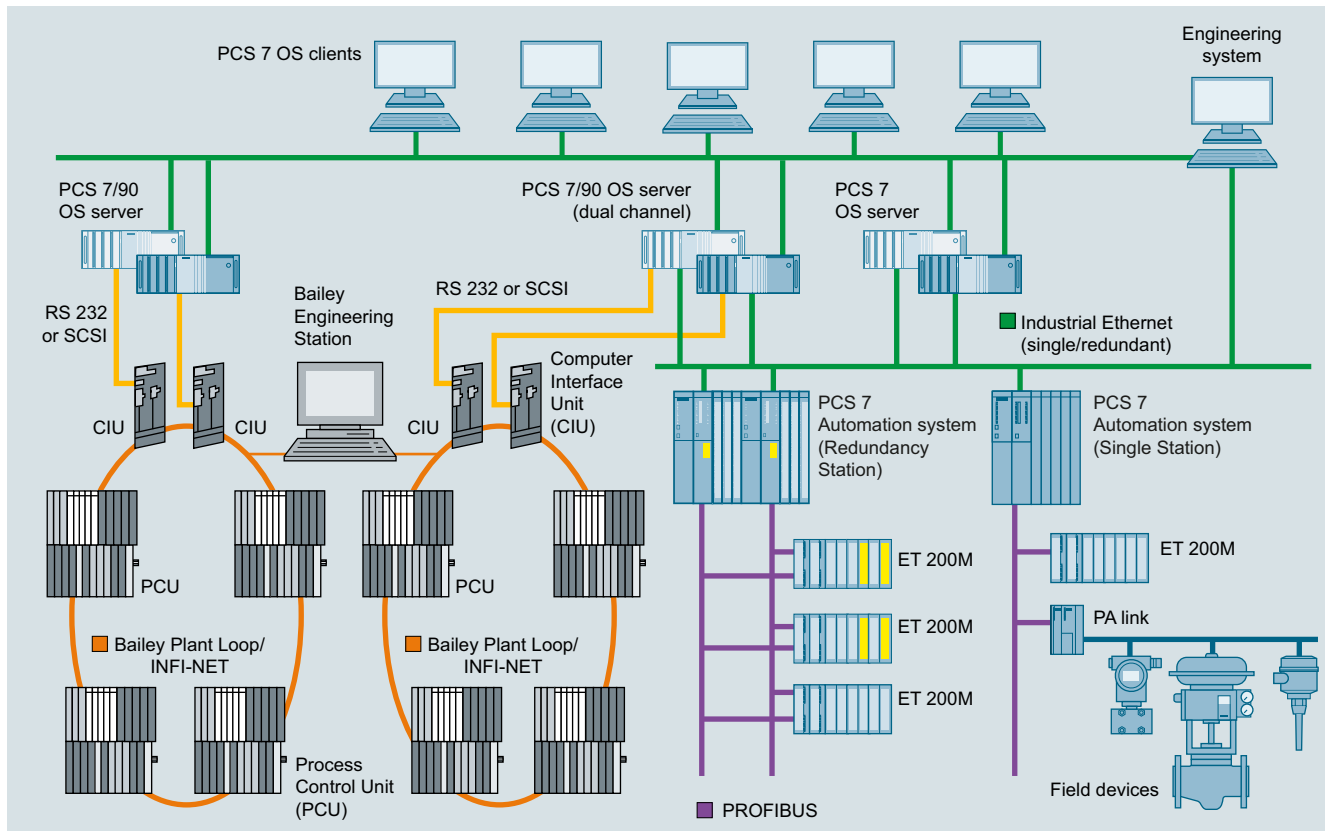 PCS 7 OS clients
Engineering
system
PCS 7/90
OS server
PCS 7/90 OS server
(dual channel)
PCS 7
OS server
RS 232
or SCSI
Bailey
Engineering
Station
RS 232 or SCSI
Industrial Ethernet
(single/redundant)
Computer
Interface
Unit
(CIU)
CIU
CIU
CIU
PCS 7
Automation system
(Redundancy
Station)
PCS 7
Automation system
(Single Station)
PCU
PCU
ET 200M
ET 200M
PA link
Bailey Plant Loop/
INFI-NET
Bailey Plant Loop/
INFI-NET
ET 200M
ET 200M
Process
Control Unit
(PCU)
Field devices
PROFIBUS